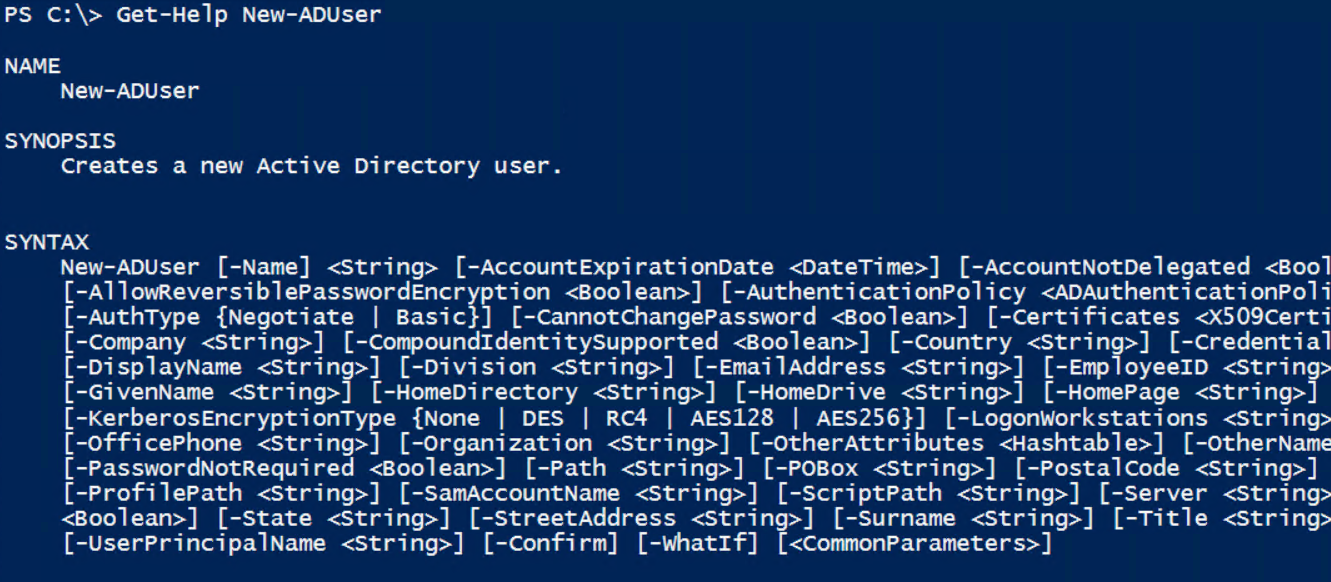 PS C:\> Get-Help New-ADUser
NAME
New-ADUser
SYNOPSIS
Creates a new Active Directory user.
SYNTAX
New-ADUser [-Name] <String> [-AccountExpirationDate <DateTime>] [-AccountNotDelegated <Bool
[-AllowReversiblePasswordEncryption <Boolean>] [-AuthenticationPolicy <ADAuthenticationPoli
[-AuthType {Negotiate | Basic}] [-CannotChangePassword <Boolean>] [-Certificates <X509Certi
[-Company <String>] [-CompoundIdentitySupported <Boolean>] [-Country <String>] [-Credential
[-DisplayName <String>] [-Division <String>] [-EmailAddress <String>] [-EmployeeID <String>
[-GivenName <String>] [-HomeDirectory <String>] [-HomeDrive <String>] [-HomePage <String>]
[-KerberosEncryptionType {None | DES | RC4 | AES128 | AES256}] [-LogonWorkstations <String>
[-OfficePhone <String>] [-Organization <String>] [-OtherAttributes <Hashtable>] [-OtherName
[-PasswordNotRequired <Boolean>] [-Path <String>] [-POBox <String>] [-PostalCode <String>]
[-ProfilePath <String>] [-SamAccountName <String>] [-ScriptPath <String>] [-Server <String>
<Boolean>] [-State <String>] [-StreetAddress <String>] [-Surname <String>] [-Title <String>
[-UserPrincipalName <String>] [-Confirm] [-WhatIf] [<CommonParameters>]